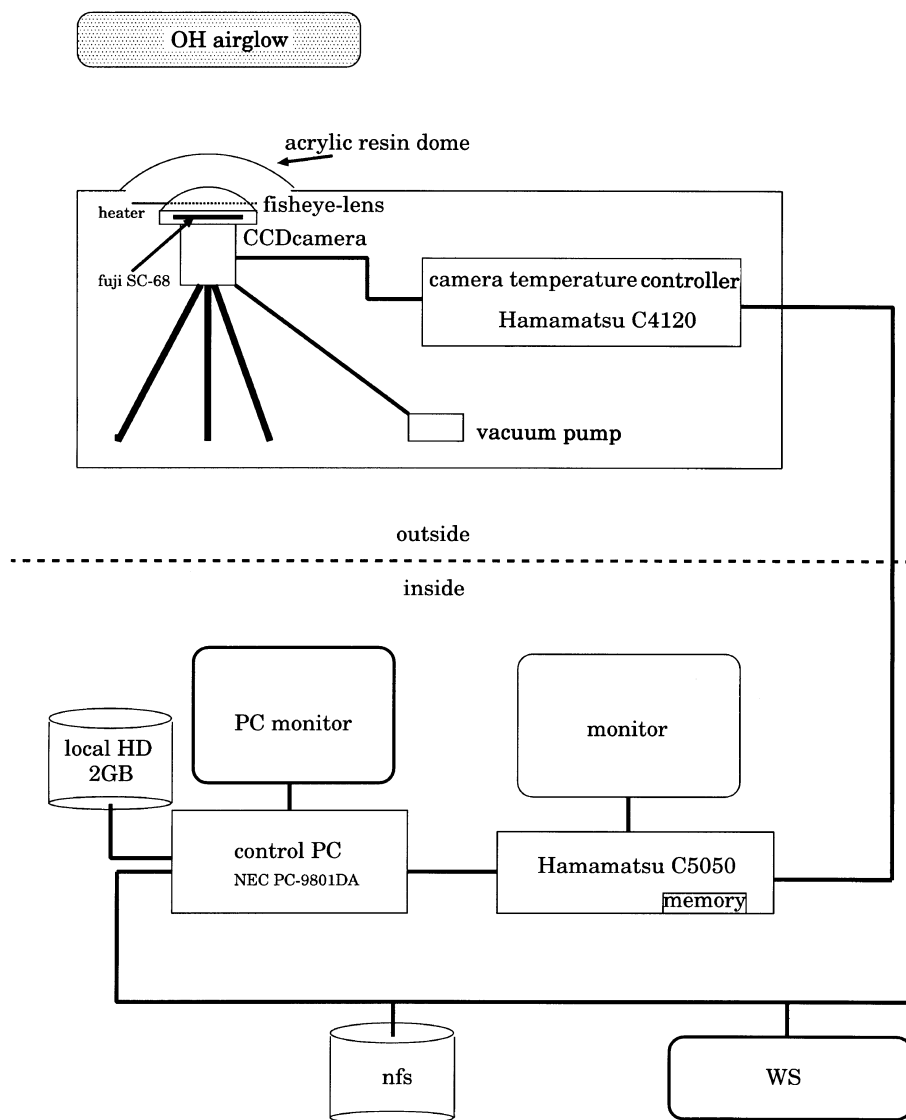 OH airglow
acrylic resin dome
heater
fisheye-lens
CCDcamera
fuji SC-68
camera temperature controller
Hamamatsu C4120
vacuum pump
outside
inside
PC monitor
monitor
local HD
2GB
control PC
NEC PC-9801DA
Hamamatsu C5050
memory
nfs
WS